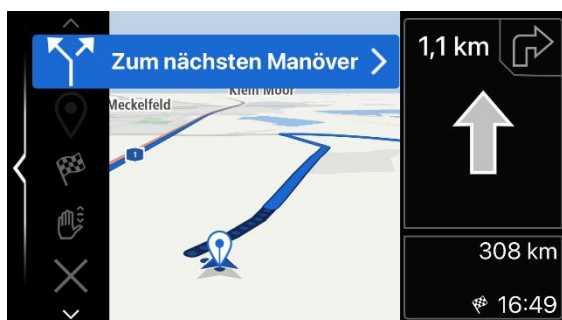 Zum nächsten Manöver
1,1 km
Klein Moor
Meckelfeld
1
308 km
16:49